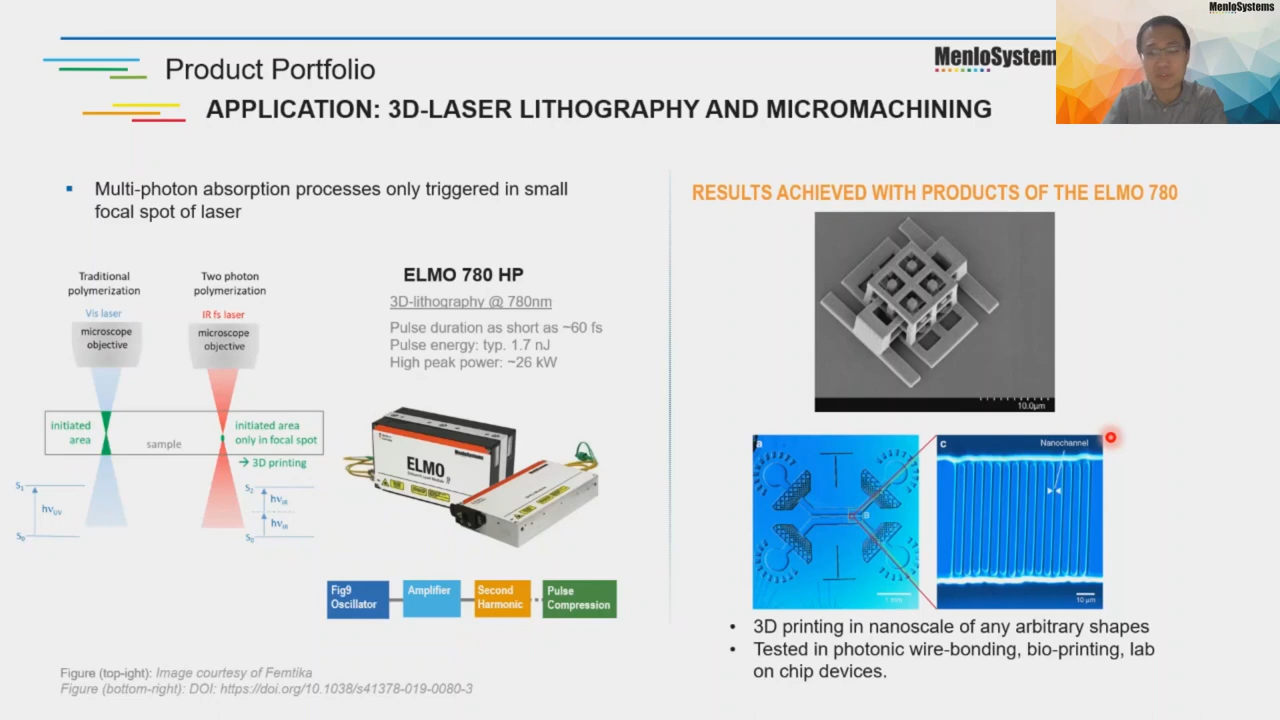 MenloSystems
Product Portfolio
MenloSystem
APPLICATION: 3D-LASER LITHOGRAPHY AND MICROMACHINING
▪ Multi-photon absorption processes only triggered in small
focal spot of laser
Traditional
polymerization
Vis laser
microscope
objective
Two photon
polymerization
IR fs laser
microscope
objective
initiated
area
sample
initiated area
only in focal spot
→ 3D printing
S₁
hνUV
S₀
S₁
hνIR
hνIR
S₀
ELMO 780 HP
3D-lithography @ 780nm
Pulse duration as short as ~60 fs
Pulse energy: typ. 1.7 nJ
High peak power: ~26 kW
ELMO
Fig9
Oscillator
Amplifier
Second
Harmonic
Pulse
Compression
RESULTS ACHIEVED WITH PRODUCTS OF THE ELMO 780
10.0µm
a
B
1 mm
c
Nanochannel
10 µm
• 3D printing in nanoscale of any arbitrary shapes
• Tested in photonic wire-bonding, bio-printing, lab
on chip devices.
Figure (top-ight): Image courtesy of Femtika
Figure (bottom-right): DOI: https://doi.org/10.1038/s41378-019-0080-3